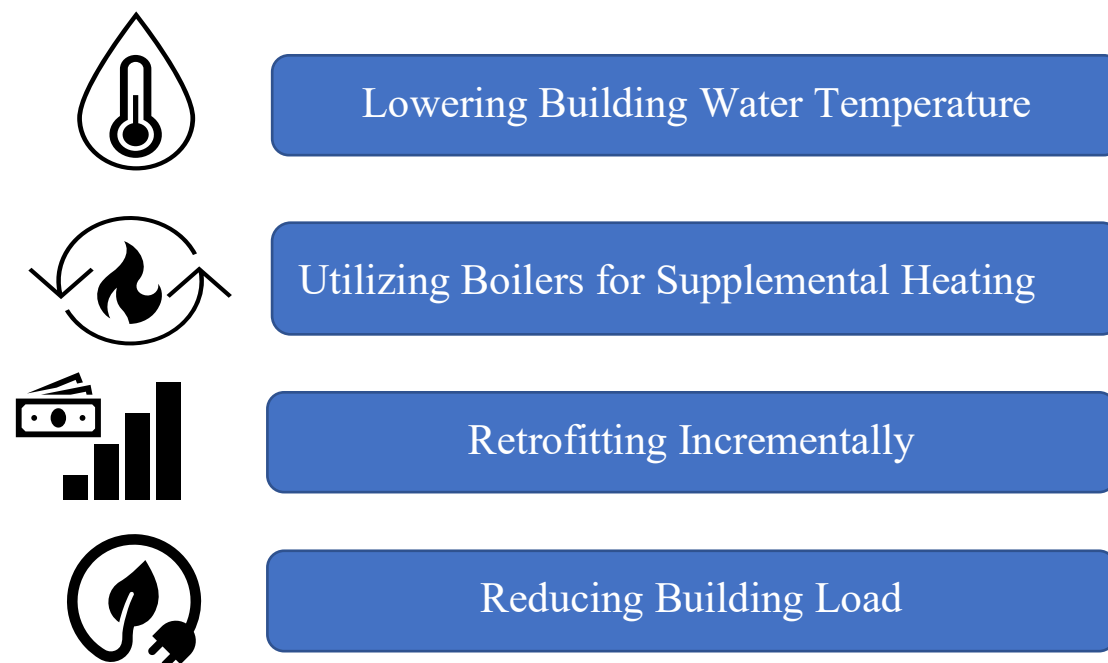 Lowering Building Water Temperature
Utilizing Boilers for Supplemental Heating
Retrofitting Incrementally
Reducing Building Load